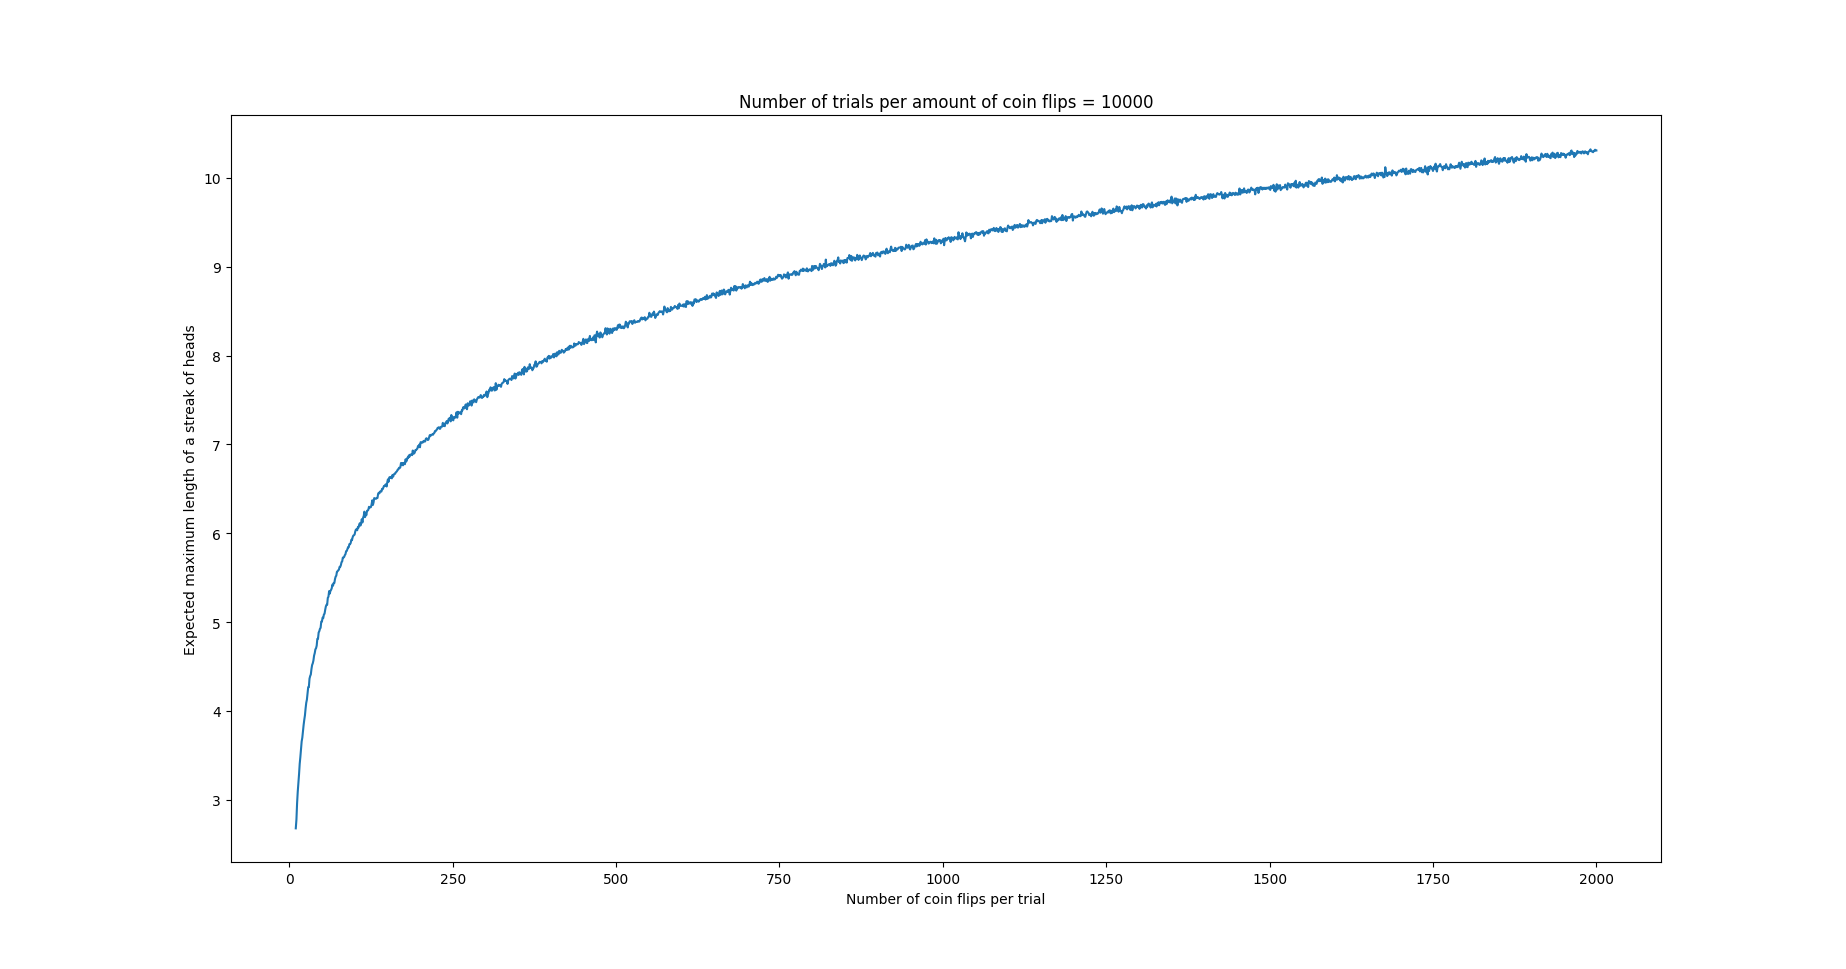 Number of trials per amount of coin flips = 10000
10
9
8
7
6
5
4
3
Expected maximum length of a streak of heads
0 250 500 750 1000 1250 1500 1750 2000
Number of coin flips per trial